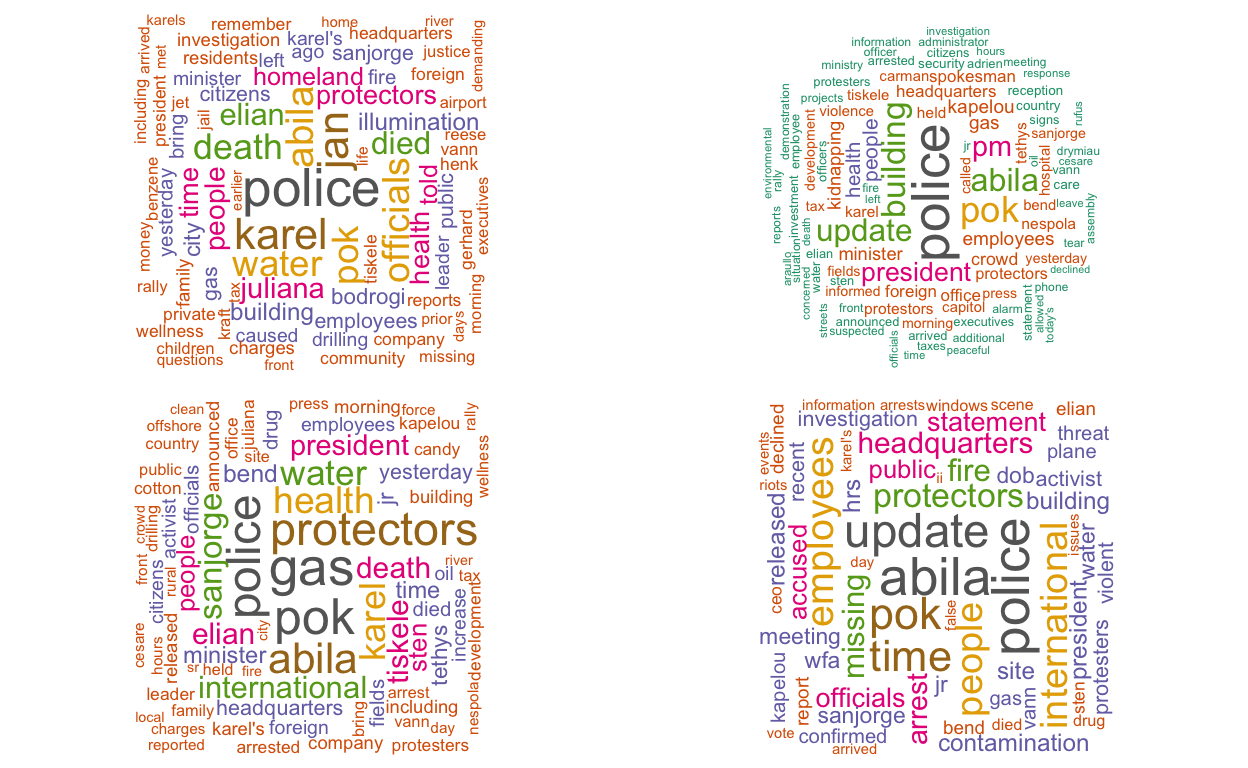 karels
remember
home
river
investigation
karel's
headquarters
residents
left
ago
sanjorge
justice
including
arrived
met
president
minister
homeland
fire
foreign
demanding
jet
citizens
abila
protectors
airport
bring
jail
elian
jan
illumination
death
life
died
reese
vann
henk
benzene
yesterday
time
people
earlier
police
officials
told
health
public
leader
executives
money
city
karel
pok
tiskele
gerhard
family
gas
water
rally
tax
juliana
bodrogi
reports
morning
private
kraft
building
employees
prior
days
wellness
caused
drilling
company
children
charges
community
missing
questions
front
investigation
information
administrator
officer
citizens
hours
ministry
arrested
security
adrien
meeting
protesters
carman
spokesman
response
projects
tiskele
headquarters
reception
demonstration
violence
building
held
kapelou
country
signs
rufus
environmental
rally
employee
development
officers
kidnapping
health
people
police
gas
sanjorge
jr
pm
tethys
oil
hospital
drymiau
cesare
vann
called
abila
care
investment
fire
left
tax
karel
pok
bend
leave
assembly
reports
death
update
nespola
situation
araullo
elian
minister
employees
tear
crowd
yesterday
concerned
water
fields
sten
president
protectors
declined
informed
foreign
office
press
statement
phone
allowed
today's
streets
front
protestors
capitol
alarm
announced
suspected
morning
executives
officials
arrived
taxes
additional
time
peaceful
clean
announced
office
juliana
drug
press
morning
force
rally
offshore
employees
kapelou
country
site
president
candy
wellness
public
bend
water
yesterday
cotton
officials
sanjorge
police
health
jr
building
crowd
drilling
activist
protectors
front
rural
people
gas
death
oil
river
tax
citizens
karel
time
development
increase
cesare
hours
released
elian
city
pok
tiskele
sten
died
tethys
minister
abila
sr
held
fire
leader
international
bring
fields
arrest
nespola
family
headquarters
including
local
charges
karel's
foreign
vann
day
reported
arrested
company
protesters
information
arrests
windows
scene
elian
events
declined
investigation
statement
threat
riots
recent
employees
karel's
headquarters
plane
public
ii
fire
dob
activist
released
hrs
protectors
building
accused
update
police
international
issues
water
violent
ceo
day
abila
president
missing
pok
false
people
meeting
wfa
time
site
protesters
kapelou
report
officials
arrest
jr
gas
vann
sten
sanjorge
drug
vote
confirmed
bend
died
arrived
contamination